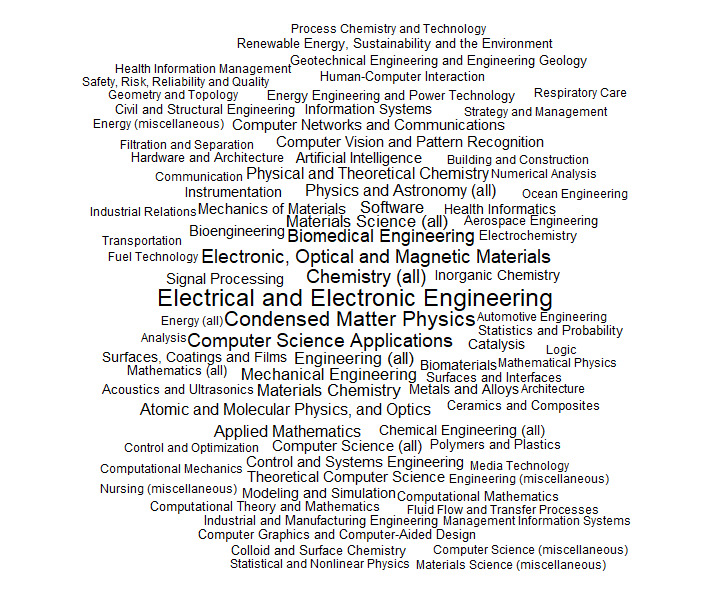 Process Chemistry and Technology
Renewable Energy, Sustainability and the Environment
Geotechnical Engineering and Engineering Geology
Health Information Management
Human-Computer Interaction
Safety, Risk, Reliability and Quality
Geometry and Topology
Energy Engineering and Power Technology
Respiratory Care
Civil and Structural Engineering
Information Systems
Strategy and Management
Energy (miscellaneous)
Computer Networks and Communications
Filtration and Separation
Computer Vision and Pattern Recognition
Hardware and Architecture
Artificial Intelligence
Building and Construction
Communication
Physical and Theoretical Chemistry
Numerical Analysis
Instrumentation
Physics and Astronomy (all)
Ocean Engineering
Industrial Relations
Mechanics of Materials
Software
Health Informatics
Materials Science (all)
Aerospace Engineering
Bioengineering
Biomedical Engineering
Electrochemistry
Transportation
Fuel Technology
Electronic, Optical and Magnetic Materials
Signal Processing
Chemistry (all)
Inorganic Chemistry
Electrical and Electronic Engineering
Energy (all)
Condensed Matter Physics
Automotive Engineering
Statistics and Probability
Analysis
Computer Science Applications
Catalysis
Logic
Surfaces, Coatings and Films
Engineering (all)
Biomaterials
Mathematical Physics
Mathematics (all)
Mechanical Engineering
Surfaces and Interfaces
Acoustics and Ultrasonics
Materials Chemistry
Metals and Alloys
Architecture
Atomic and Molecular Physics, and Optics
Ceramics and Composites
Applied Mathematics
Chemical Engineering (all)
Control and Optimization
Computer Science (all)
Polymers and Plastics
Computational Mechanics
Control and Systems Engineering
Media Technology
Theoretical Computer Science
Engineering (miscellaneous)
Nursing (miscellaneous)
Modeling and Simulation
Computational Mathematics
Computational Theory and Mathematics
Fluid Flow and Transfer Processes
Industrial and Manufacturing Engineering
Management Information Systems
Computer Graphics and Computer-Aided Design
Colloid and Surface Chemistry
Computer Science (miscellaneous)
Statistical and Nonlinear Physics
Materials Science (miscellaneous)